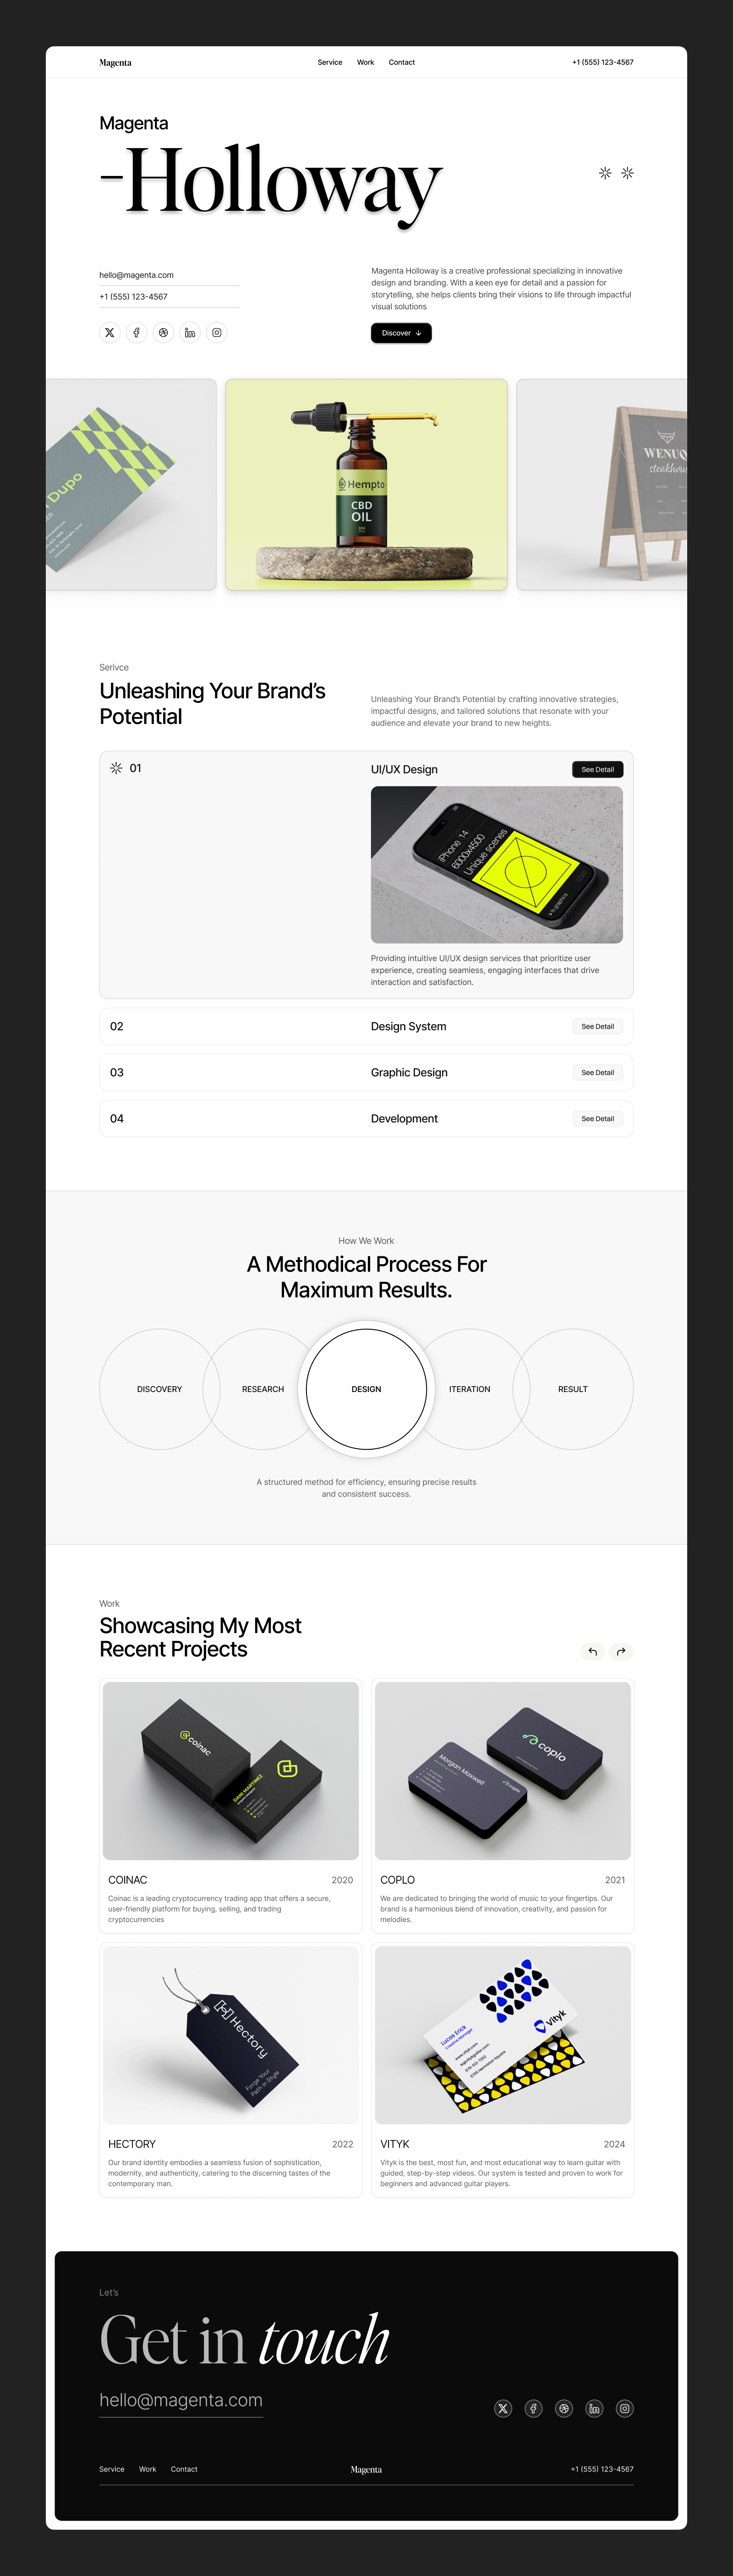 Magenta
Service Work Contact
+1 (555) 123-4567
Magenta
-Holloway
hello@magenta.com
+1 (555) 123-4567
Magenta Holloway is a creative professional specializing in innovative
design and branding. With a keen eye for detail and a passion for
storytelling, she helps clients bring their visions to life through impactful
visual solutions
Discover
Dupo
Hempto
CBD
OIL
WENUQ
steakhou
Serivce
Unleashing Your Brand's
Potential
Unleashing Your Brand's Potential by crafting innovative strategies,
impactful designs, and tailored solutions that resonate with your
audience and elevate your brand to new heights.
01
UI/UX Design
See Detail
iPhone 14
6000x4500
Unique scenes
Providing intuitive UI/UX design services that prioritize user
experience, creating seamless, engaging interfaces that drive
interaction and satisfaction.
02
Design System
See Detail
03
Graphic Design
See Detail
04
Development
See Detail
How We Work
A Methodical Process For
Maximum Results.
DISCOVERY
RESEARCH
DESIGN
ITERATION
RESULT
A structured method for efficiency, ensuring precise results
and consistent success.
Work
Showcasing My Most
Recent Projects
coinac
DANI MARTINEZ
COINAC
2020
Coinac is a leading cryptocurrency trading app that offers a secure,
user-friendly platform for buying, selling, and trading
cryptocurrencies
coplo
Morgan Maxwell
coplo
COPLO
2021
We are dedicated to bringing the world of music to your fingertips. Our
brand is a harmonious blend of innovation, creativity, and passion for
melodies.
Hectory
Forge Your
Path in Style
HECTORY
2022
Our brand identity embodies a seamless fusion of sophistication,
modernity, and authenticity, catering to the discerning tastes of the
contemporary man.
Lucas Erick
Creative Manager
www.vityk.com
Vityk
VITYK
2024
Vityk is the best, most fun, and most educational way to learn guitar with
guided, step-by-step videos. Our system is tested and proven to work for
beginners and advanced guitar players.
Let's
Get in touch
hello@magenta.com
Service Work Contact
Magenta
+1 (555) 123-4567